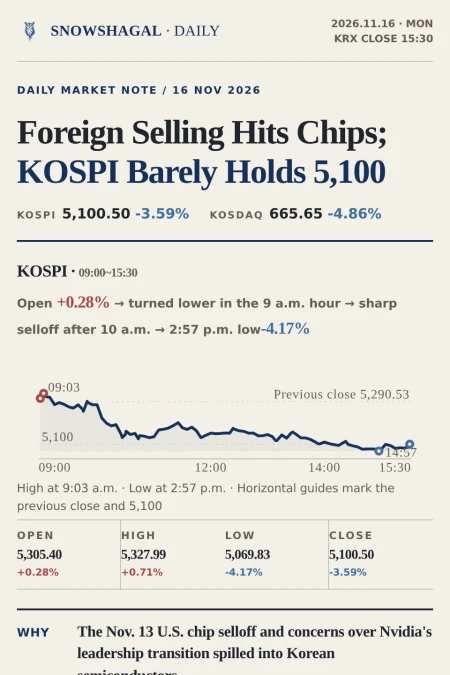 SNOWSHAGAL · DAILY
2026.11.16 · MON
KRX CLOSE 15:30
DAILY MARKET NOTE / 16 NOV 2026
Foreign Selling Hits Chips;
KOSPI Barely Holds 5,100
KOSPI 5,100.50 -3.59% KOSDAQ 665.65 -4.86%
KOSPI · 09:00~15:30
Open +0.28% → turned lower in the 9 a.m. hour → sharp
selloff after 10 a.m. → 2:57 p.m. low-4.17%
09:03
Previous close 5,290.53
5,100
14:57
09:00 12:00 14:00 15:30
High at 9:03 a.m. · Low at 2:57 p.m. · Horizontal guides mark the
previous close and 5,100
OPEN HIGH LOW CLOSE
5,305.40 5,327.99 5,069.83 5,100.50
+0.28% +0.71% -4.17% -3.59%
WHY The Nov. 13 U.S. chip selloff and concerns over Nvidia's
leadership transition spilled into Korean
semiconductors